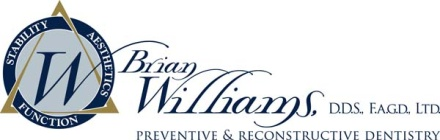 STABILITY
AESTHETICS
FUNCTION
W
Brian
Williams, D.D.S., F.A.G.D., LTD.
PREVENTIVE & RECONSTRUCTIVE DENTISTRY